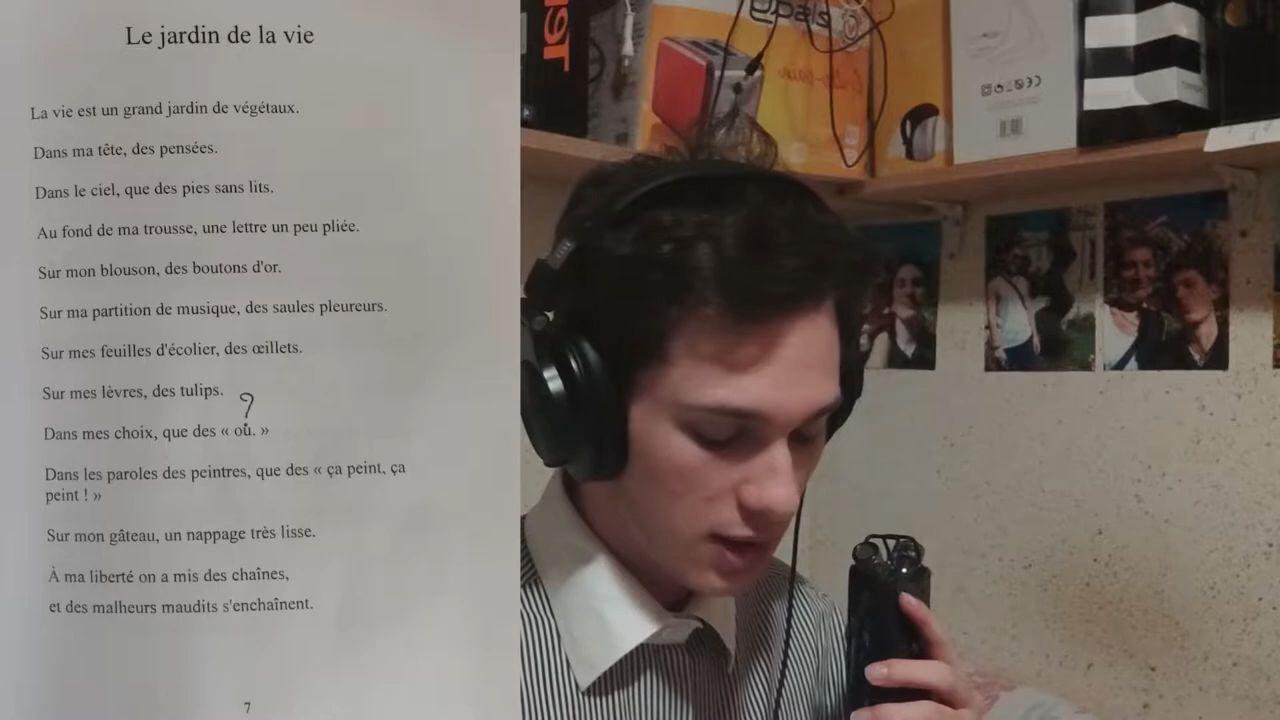 Le jardin de la vie
La vie est un grand jardin de végétaux.
Dans ma tête, des pensées.
Dans le ciel, que des pies sans lits.
Au fond de ma trousse, une lettre un peu pliée.
Sur mon blouson, des boutons d'or.
Sur ma partition de musique, des saules pleureurs.
Sur mes feuilles d'écolier, des œillets.
Sur mes lèvres, des tulips.
?
Dans mes choix, que des « où. »
Dans les paroles des peintres, que des « ça peint, ça
peint ! »
Sur mon gâteau, un nappage très lisse.
À ma liberté on a mis des chaînes,
et des malheurs maudits s'enchaînent.
7